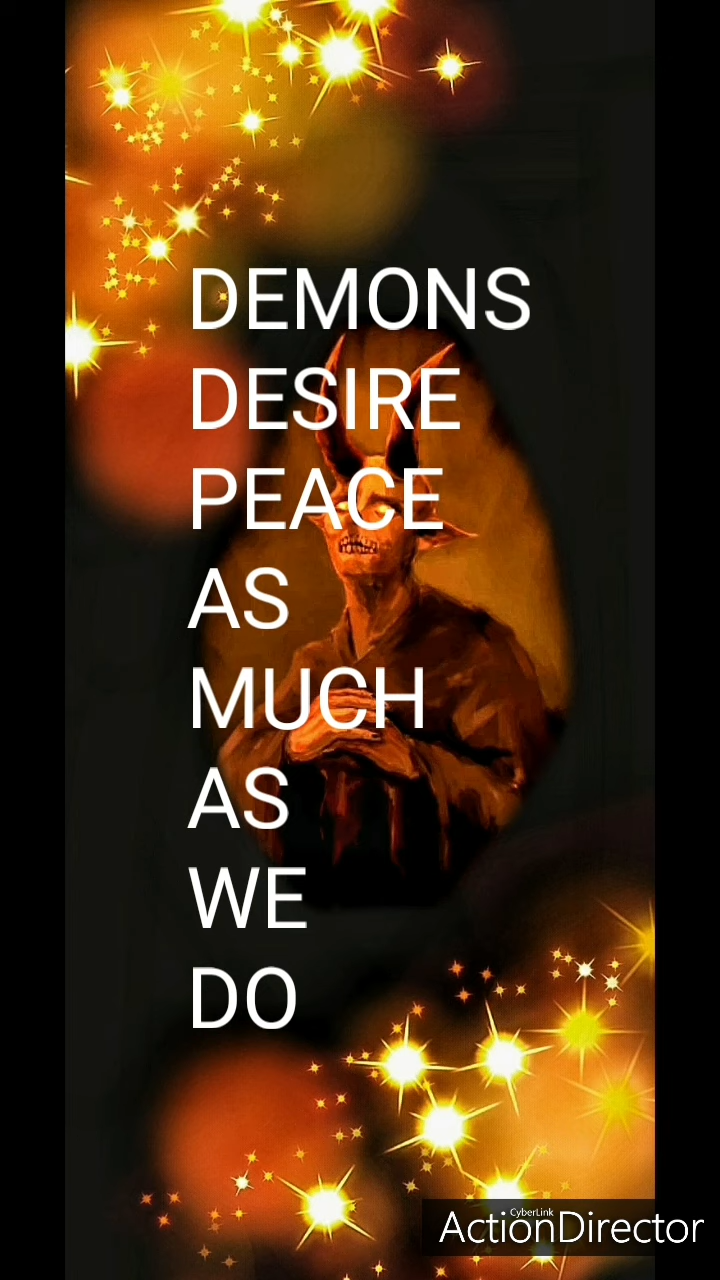 DEMONS
DESIRE
PEACE
AS
MUCH
AS
WE
DO
CyberLink
ActionDirector